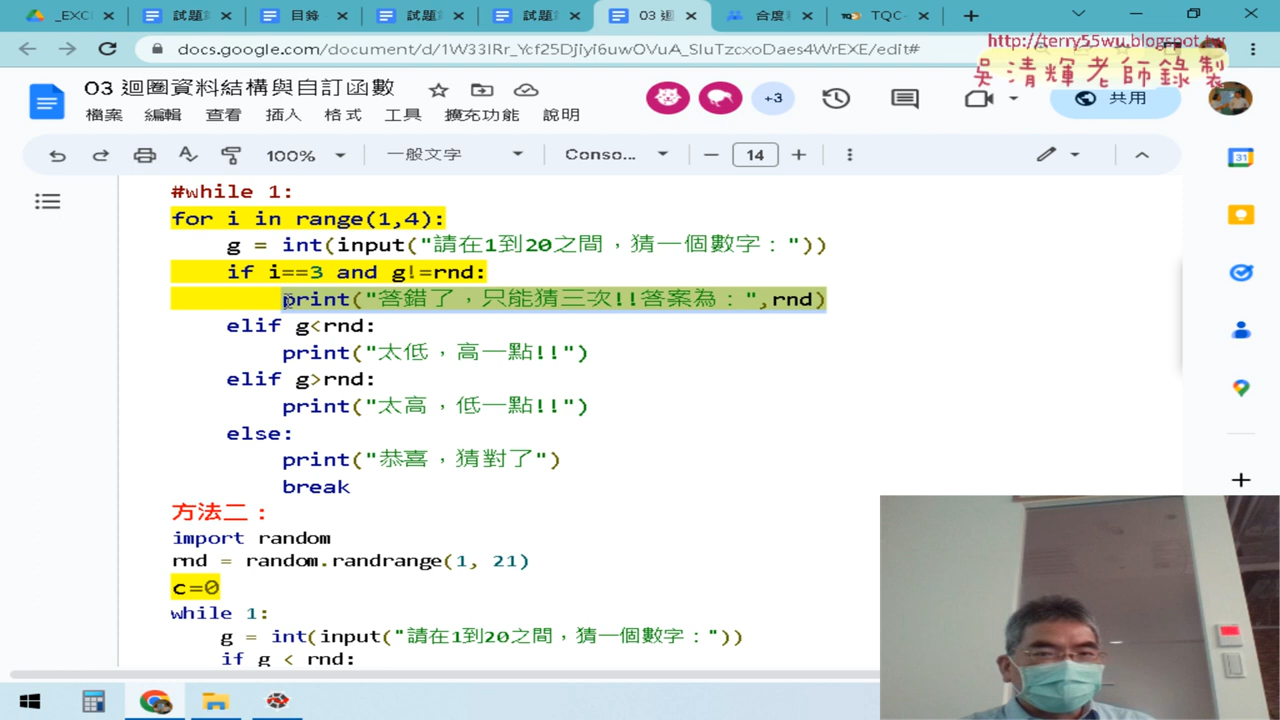 _EXC
試題
目錄
試題
試題
03 迴
合度
TQC
docs.google.com/document/d/1W33lRr_Ycf25DJiyi6uwOVuA_SluTzcxoDaes4WrEXE/edit#
http://terry55wu.blogspot.tw
吳清輝老師錄製
03 迴圈資料結構與自訂函數
+3
共用
檔案 編輯 查看 插入 格式 工具 擴充功能 說明
100% 一般文字 Conso... 14
31
#while 1:
for i in range(1,4):
g = int(input("請在1到20之間，猜一個數字："))
if i==3 and g!=rnd:
print("答錯了，只能猜三次!!答案為：",rnd)
elif g<rnd:
print("太低，高一點!!")
elif g>rnd:
print("太高，低一點!!")
else:
print("恭喜，猜對了")
break
方法二：
import random
rnd = random.randrange(1, 21)
c=0
while 1:
g = int(input("請在1到20之間，猜一個數字："))
if g < rnd: